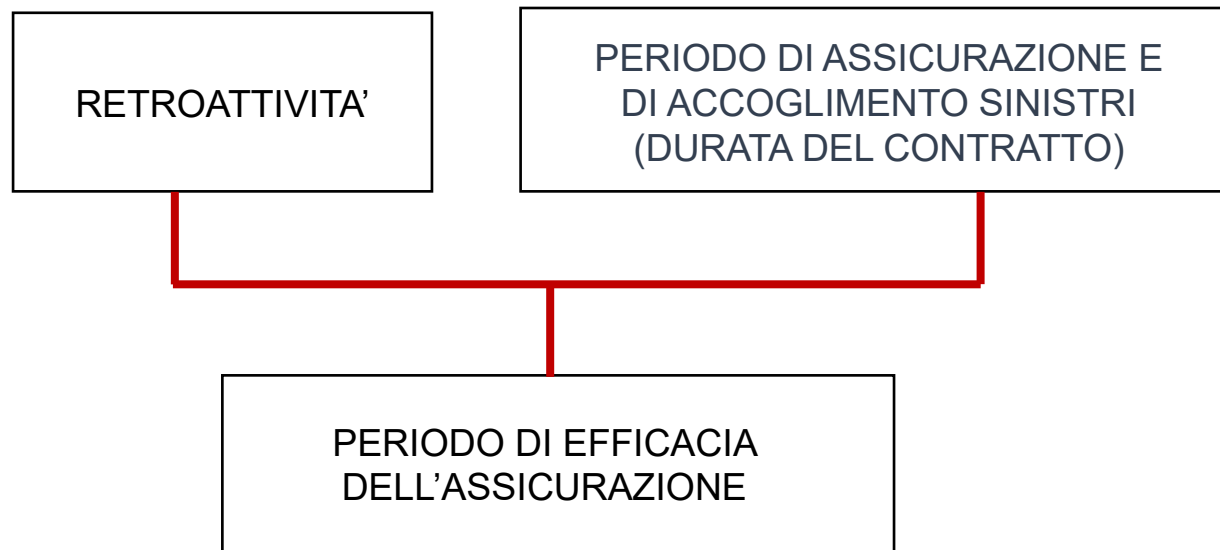 RETROATTIVITA’
PERIODO DI ASSICURAZIONE E
DI ACCOGLIMENTO SINISTRI
(DURATA DEL CONTRATTO)
PERIODO DI EFFICACIA
DELL’ASSICURAZIONE